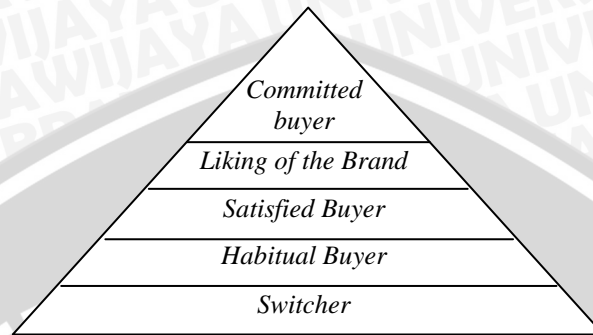 Committed
buyer
Liking of the Brand
Satisfied Buyer
Habitual Buyer
Switcher